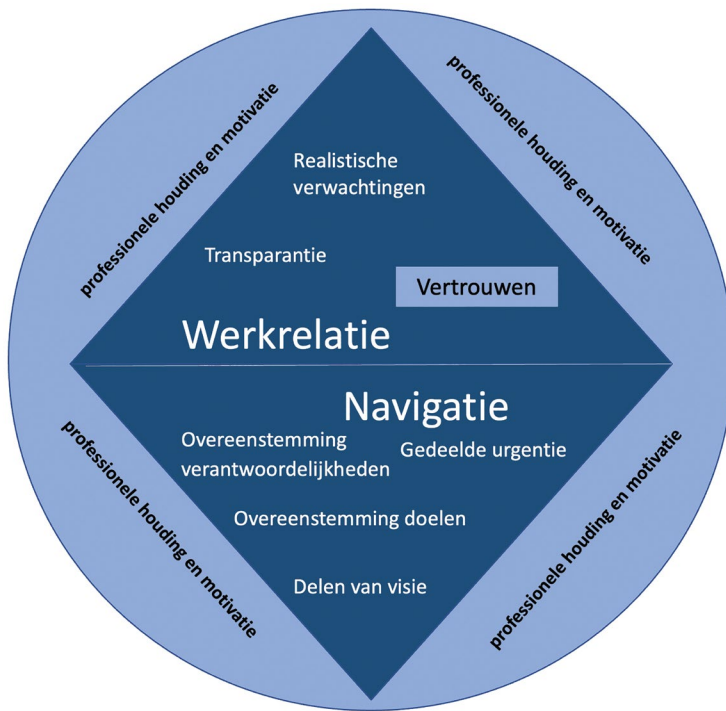 professionele houding en motivatie
professionele houding en motivatie
Realistische
verwachtingen
Transparantie
Vertrouwen
Werkrelatie
Navigatie
Overeenstemming
verantwoordelijkheden
Gedeelde urgentie
Overeenstemming doelen
Delen van visie
professionele houding en motivatie
professionele houding en motivatie